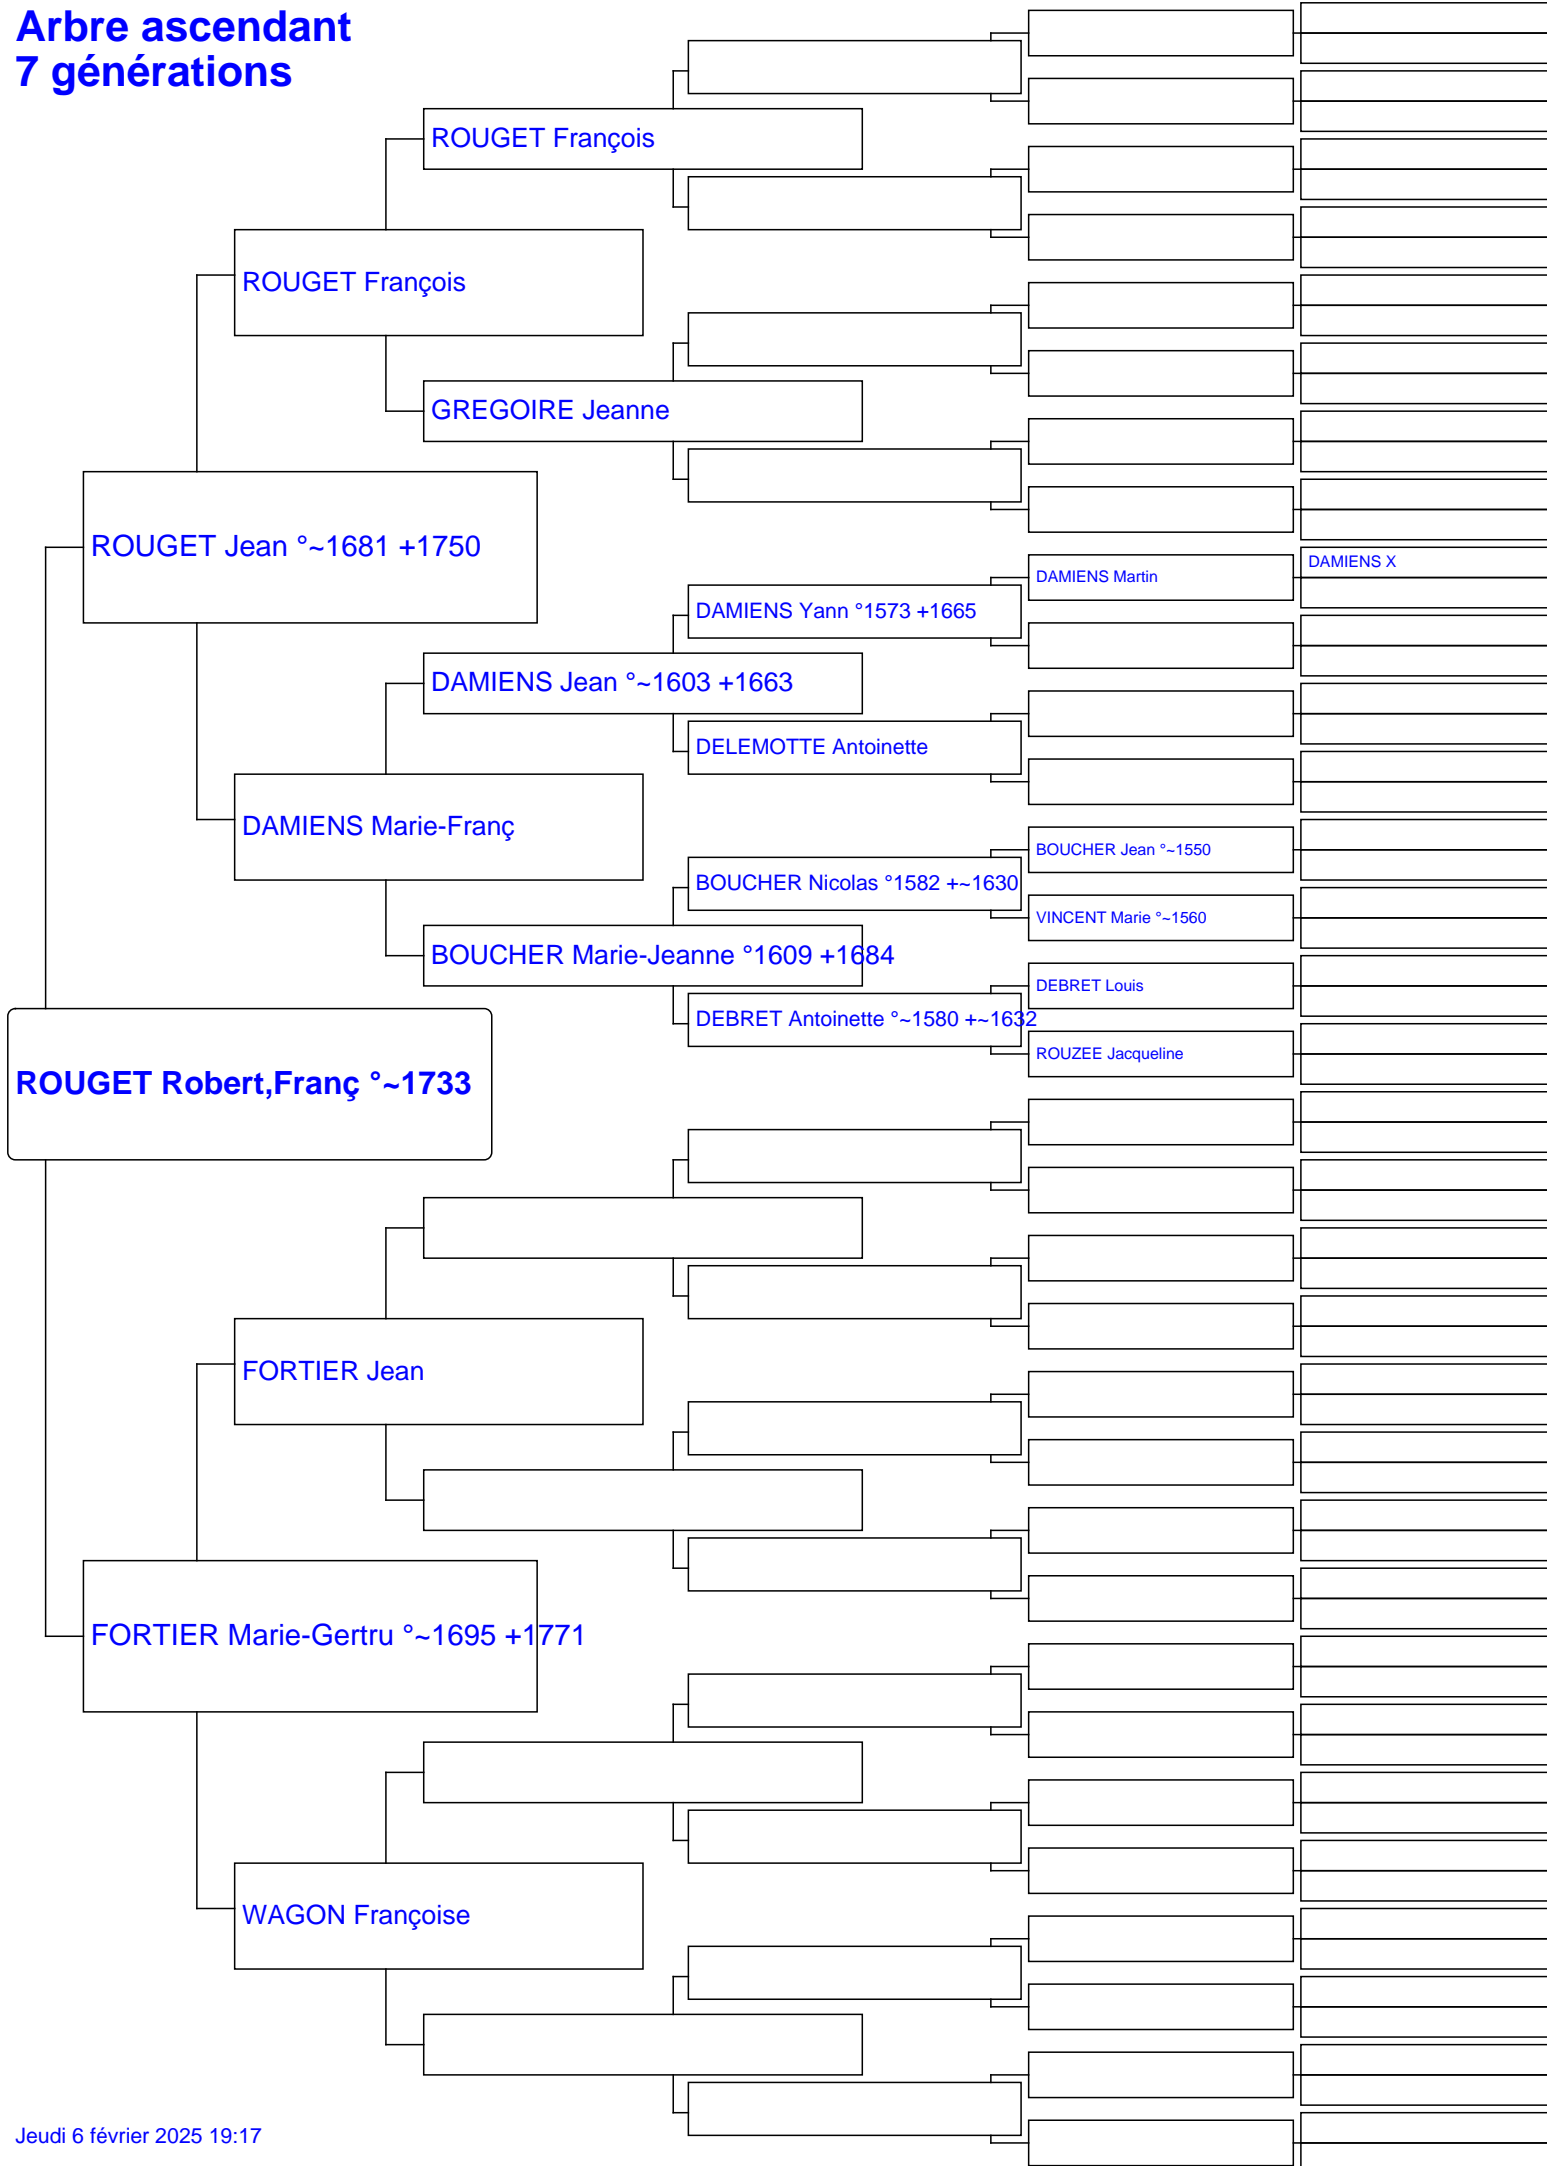 Arbre ascendant
7 générations
ROUGET François
ROUGET François
GREGOIRE Jeanne
ROUGET Jean °~1681 +1750
DAMIENS X
DAMIENS Martin
DAMIENS Yann °1573 +1665
DAMIENS Jean °~1603 +1663
DELEMOTTE Antoinette
DAMIENS Marie-Franç
BOUCHER Jean °~1550
BOUCHER Nicolas °1582 +~1630
VINCENT Marie °~1560
BOUCHER Marie-Jeanne °1609 +1684
DEBRET Louis
DEBRET Antoinette °~1580 +~1632
ROUZEE Jacqueline
ROUGET Robert,Franç °~1733
FORTIER Jean
FORTIER Marie-Gertru °~1695 +1771
WAGON Françoise
Jeudi 6 février 2025 19:17